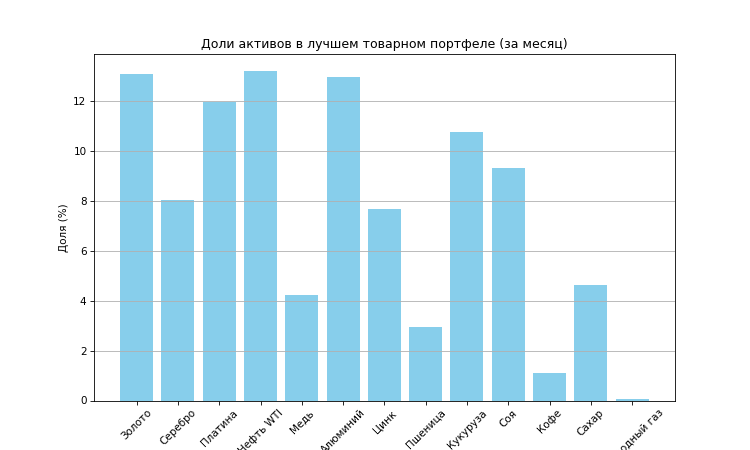 Доли активов в лучшем товарном портфеле (за месяц)
Доля (%)
12
10
8
6
4
2
0
Золото
Серебро
Платина
Нефть WTI
Медь
Алюминий
Цинк
Пшеница
Кукуруза
Соя
Кофе
Сахар
газ